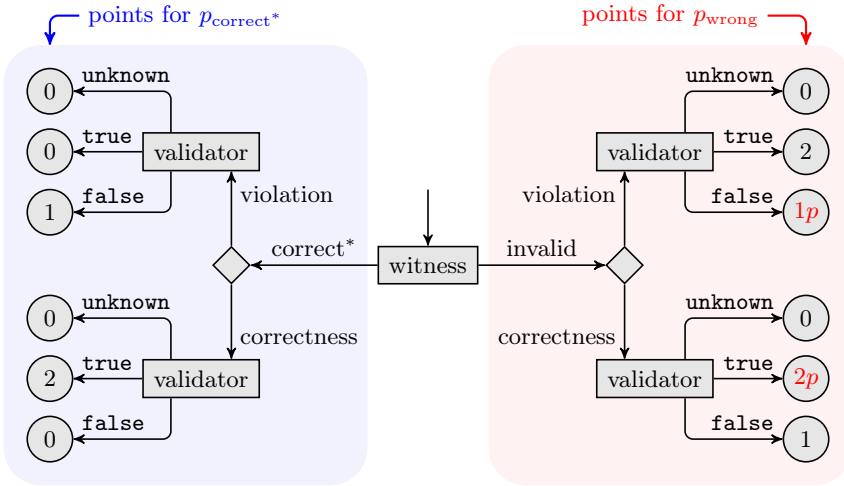 points for p_correct*
points for p_wrong
unknown
0
true
0
validator
false
1
violation
unknown
0
true
2
validator
false
1p
violation
correct*
witness
invalid
unknown
0
true
2
validator
false
0
correctness
unknown
0
true
2p
validator
false
1
correctness